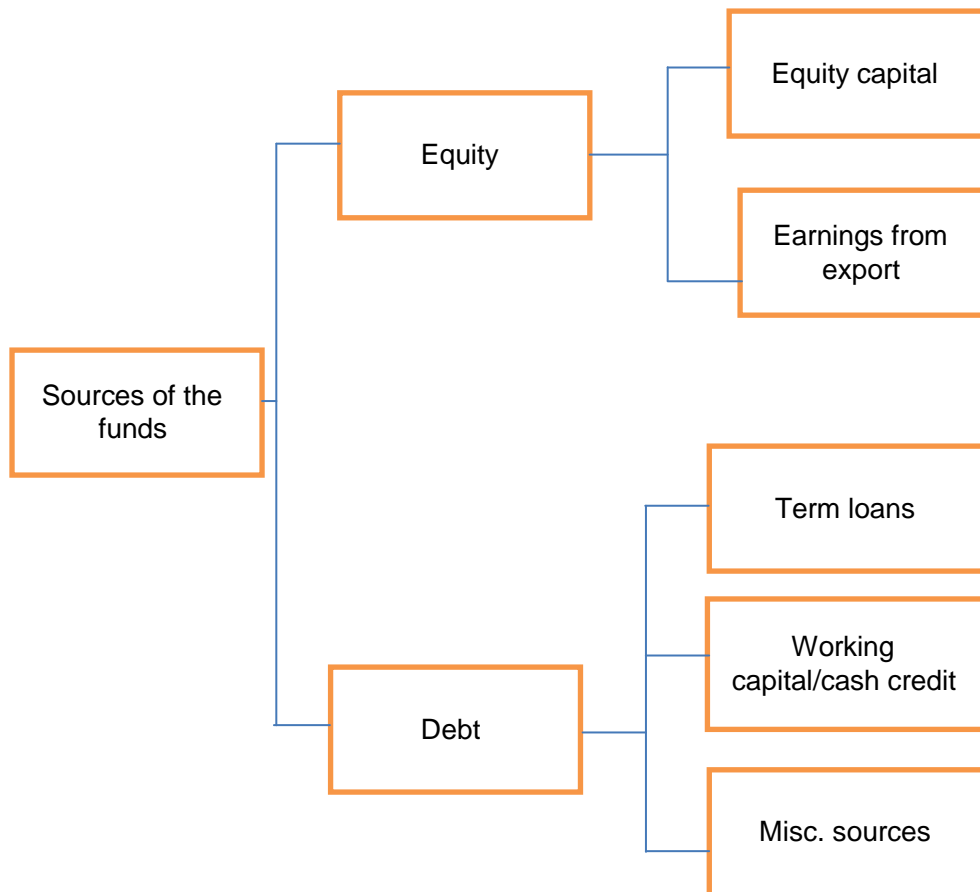 Equity capital
Equity
Earnings from
export
Sources of the
funds
Term loans
Working
capital/cash credit
Debt
Misc. sources